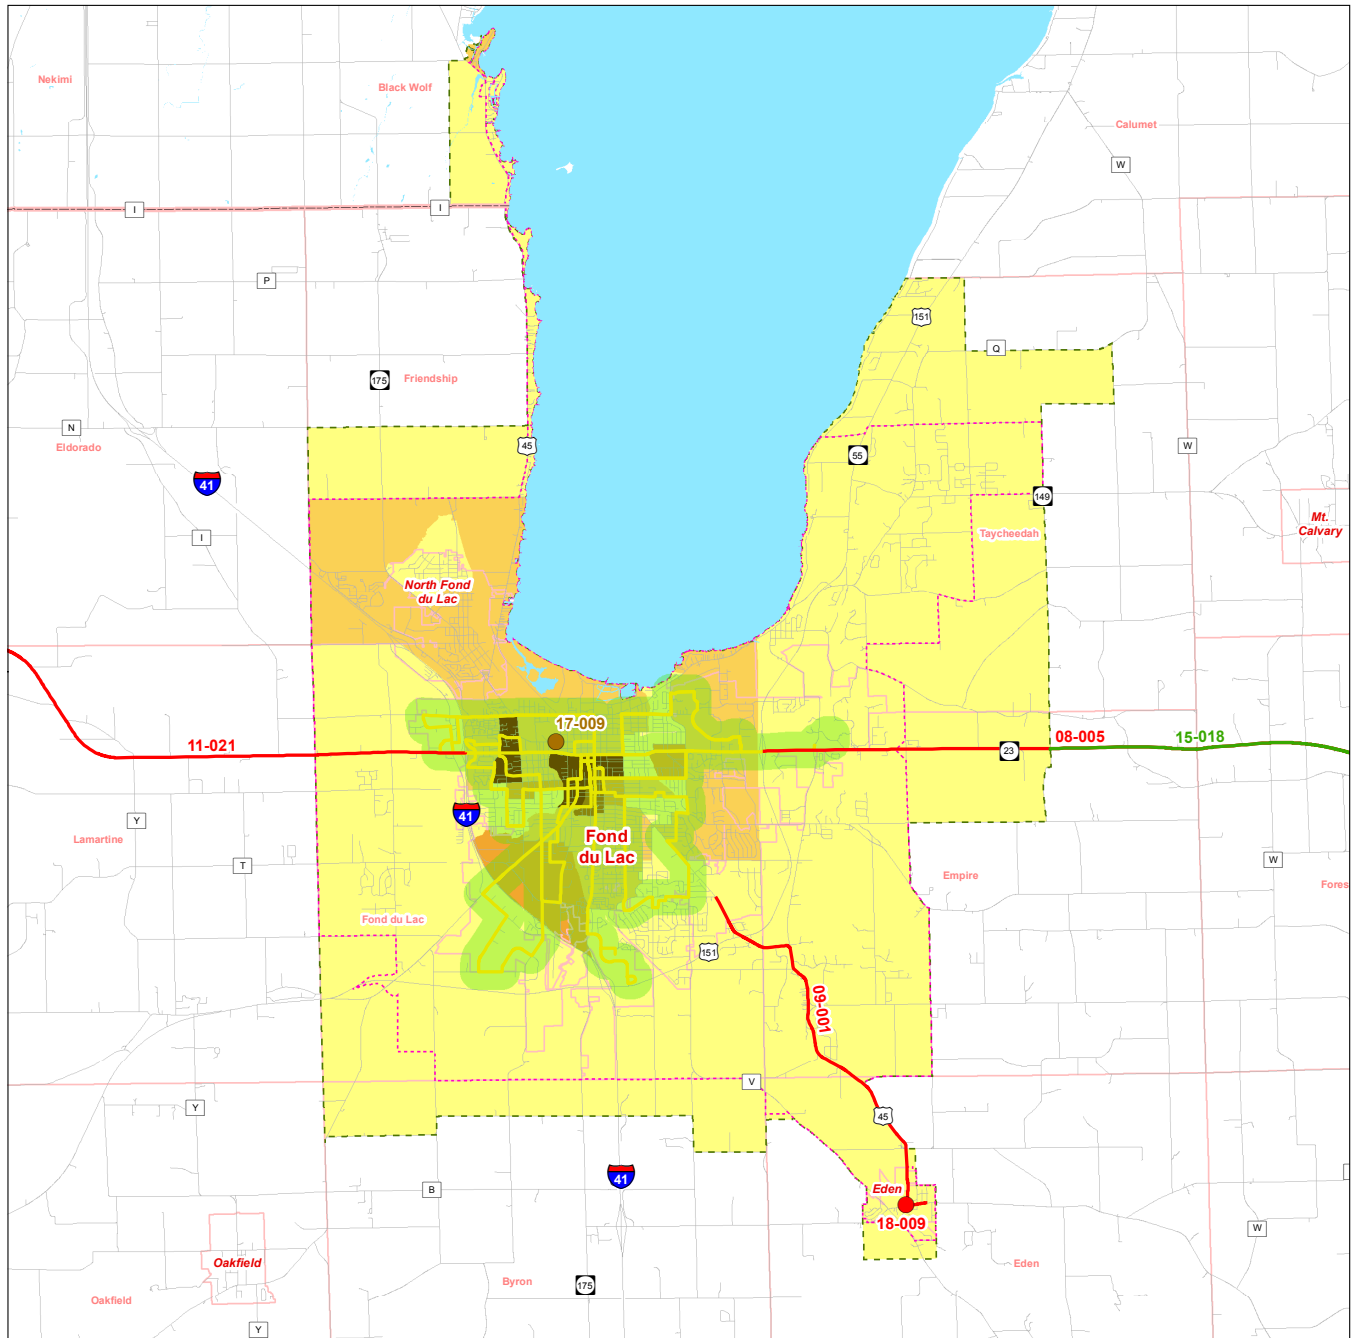 Nekimi
Black Wolf
Calumet
W
I
I
P
151
Q
175
Friendship
N
Eldorado
45
55
W
41
149
Mt.
Calvary
I
Taycheedah
North Fond
du Lac
17-009
11-021
08-005
15-018
23
41
Y
Lamartine
Fond
du Lac
T
W
Empire
Fores
Fond du Lac
151
09-001
V
Y
45
41
B
Eden
18-009
W
Oakfield
Eden
Byron
175
Oakfield
Y